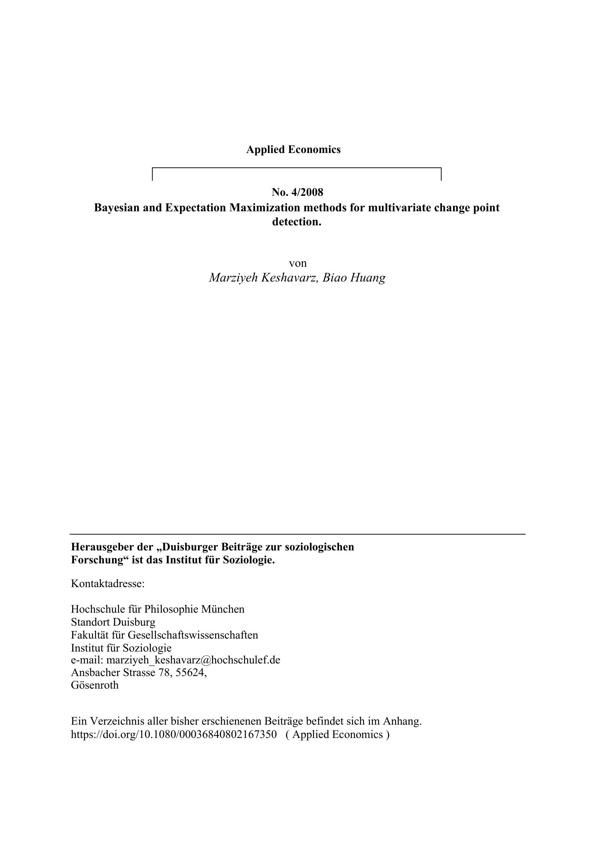 Applied Economics
No. 4/2008
Bayesian and Expectation Maximization methods for multivariate change point
detection.
von
Marziyeh Keshavarz, Biao Huang
Herausgeber der „Duisburger Beiträge zur soziologischen
Forschung“ ist das Institut für Soziologie.
Kontaktadresse:
Hochschule für Philosophie München
Standort Duisburg
Fakultät für Gesellschaftswissenschaften
Institut für Soziologie
e-mail: marziyeh_keshavarz@hochschulef.de
Ansbacher Strasse 78, 55624,
Gösenroth
Ein Verzeichnis aller bisher erschienenen Beiträge befindet sich im Anhang.
https://doi.org/10.1080/00036840802167350 ( Applied Economics )